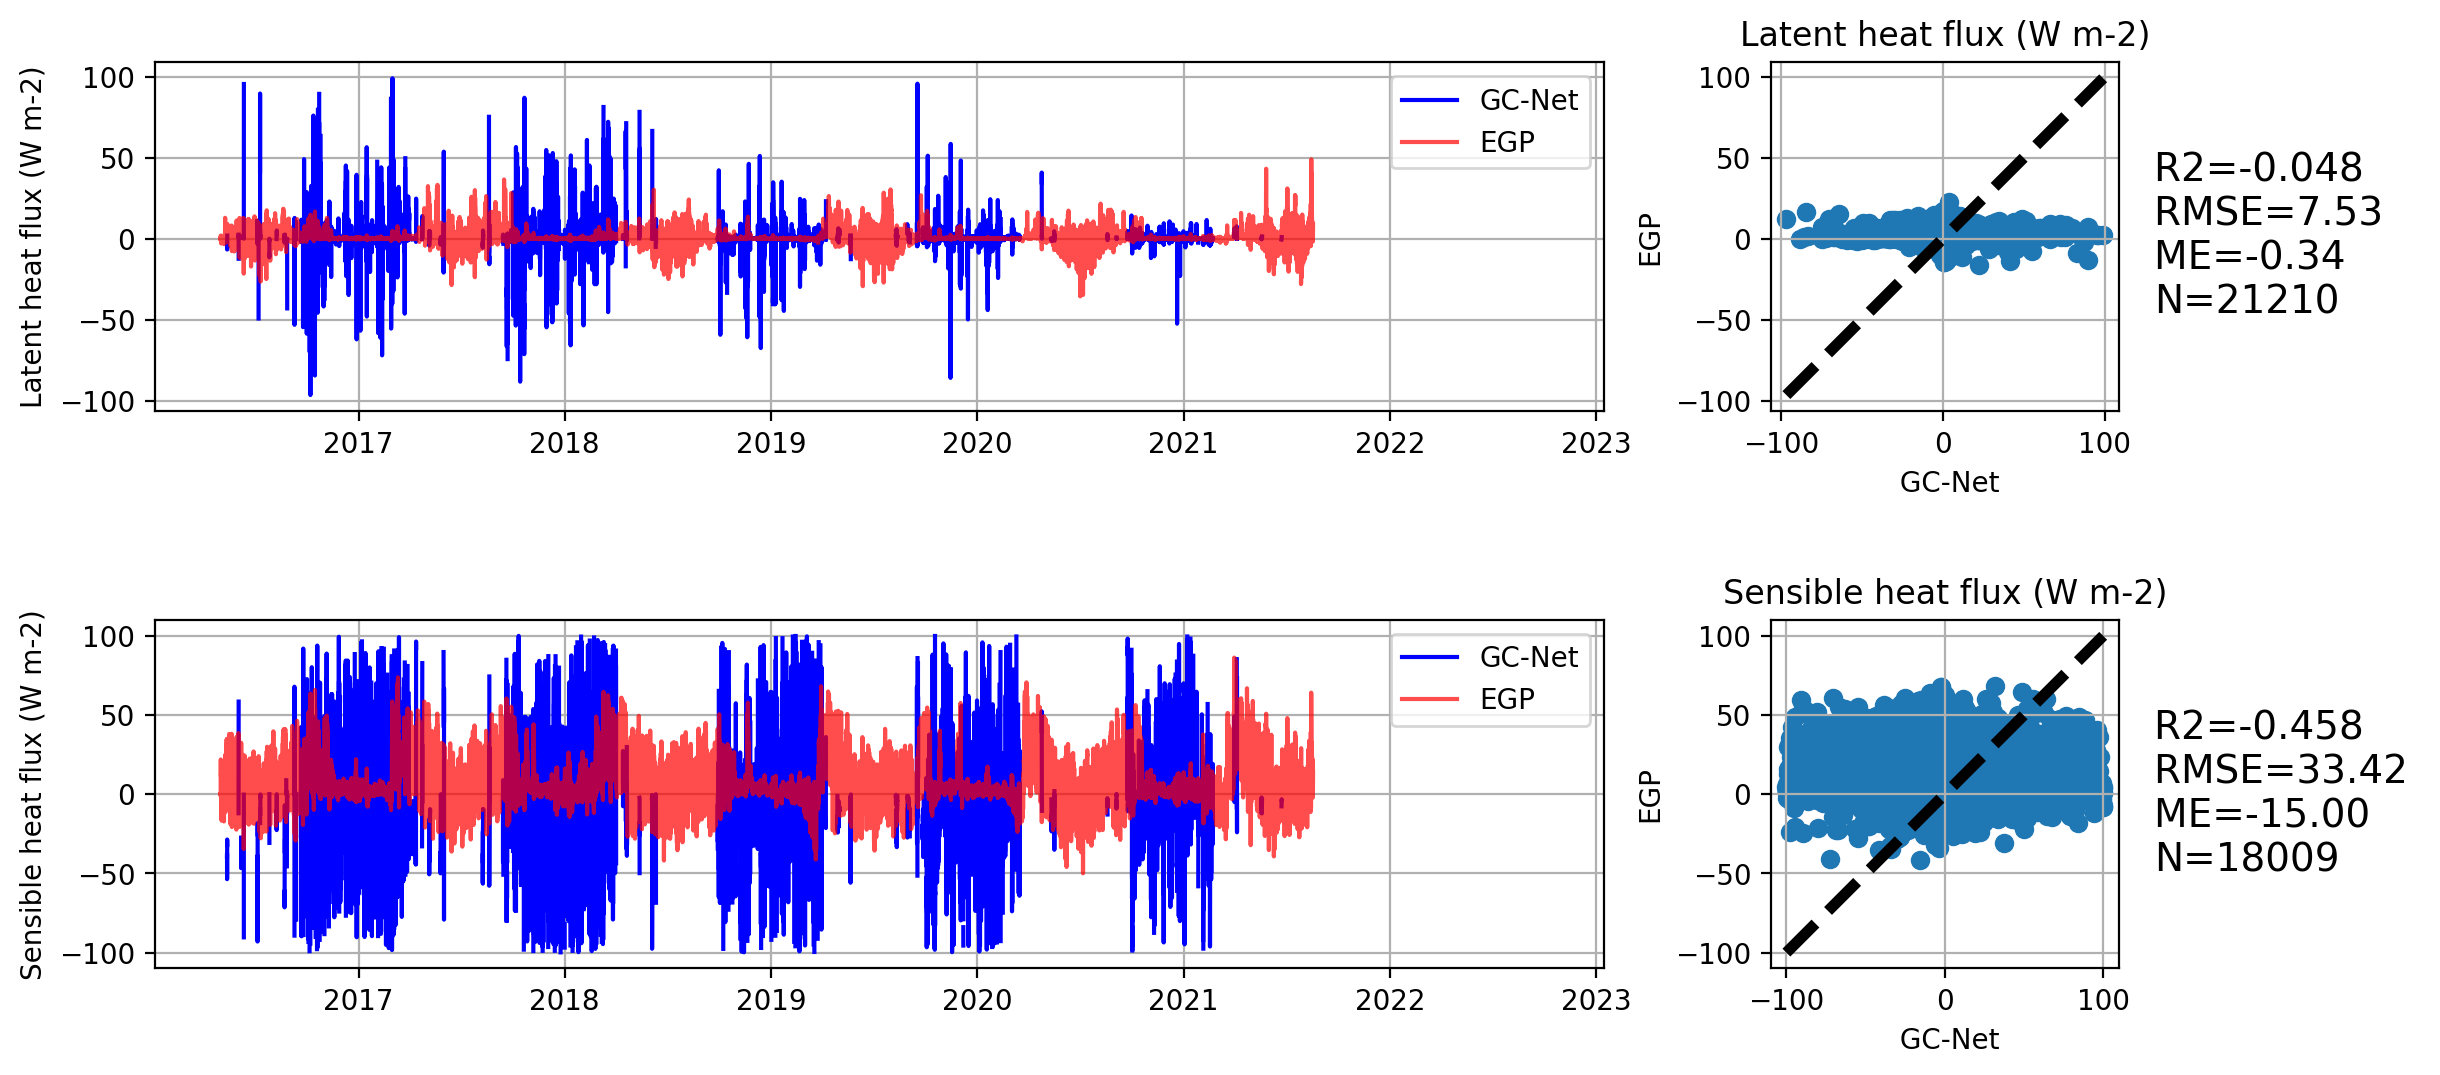 Latent heat flux (W m-2)
100
50
0
−50
−100
2017 2018 2019 2020 2021 2022 2023
GC-Net
EGP
Latent heat flux (W m-2)
EGP
100
50
0
−50
−100
−100 0 100
GC-Net
R2=-0.048
RMSE=7.53
ME=-0.34
N=21210
Sensible heat flux (W m-2)
100
50
0
−50
−100
2017 2018 2019 2020 2021 2022 2023
GC-Net
EGP
Sensible heat flux (W m-2)
EGP
100
50
0
−50
−100
−100 0 100
GC-Net
R2=-0.458
RMSE=33.42
ME=-15.00
N=18009